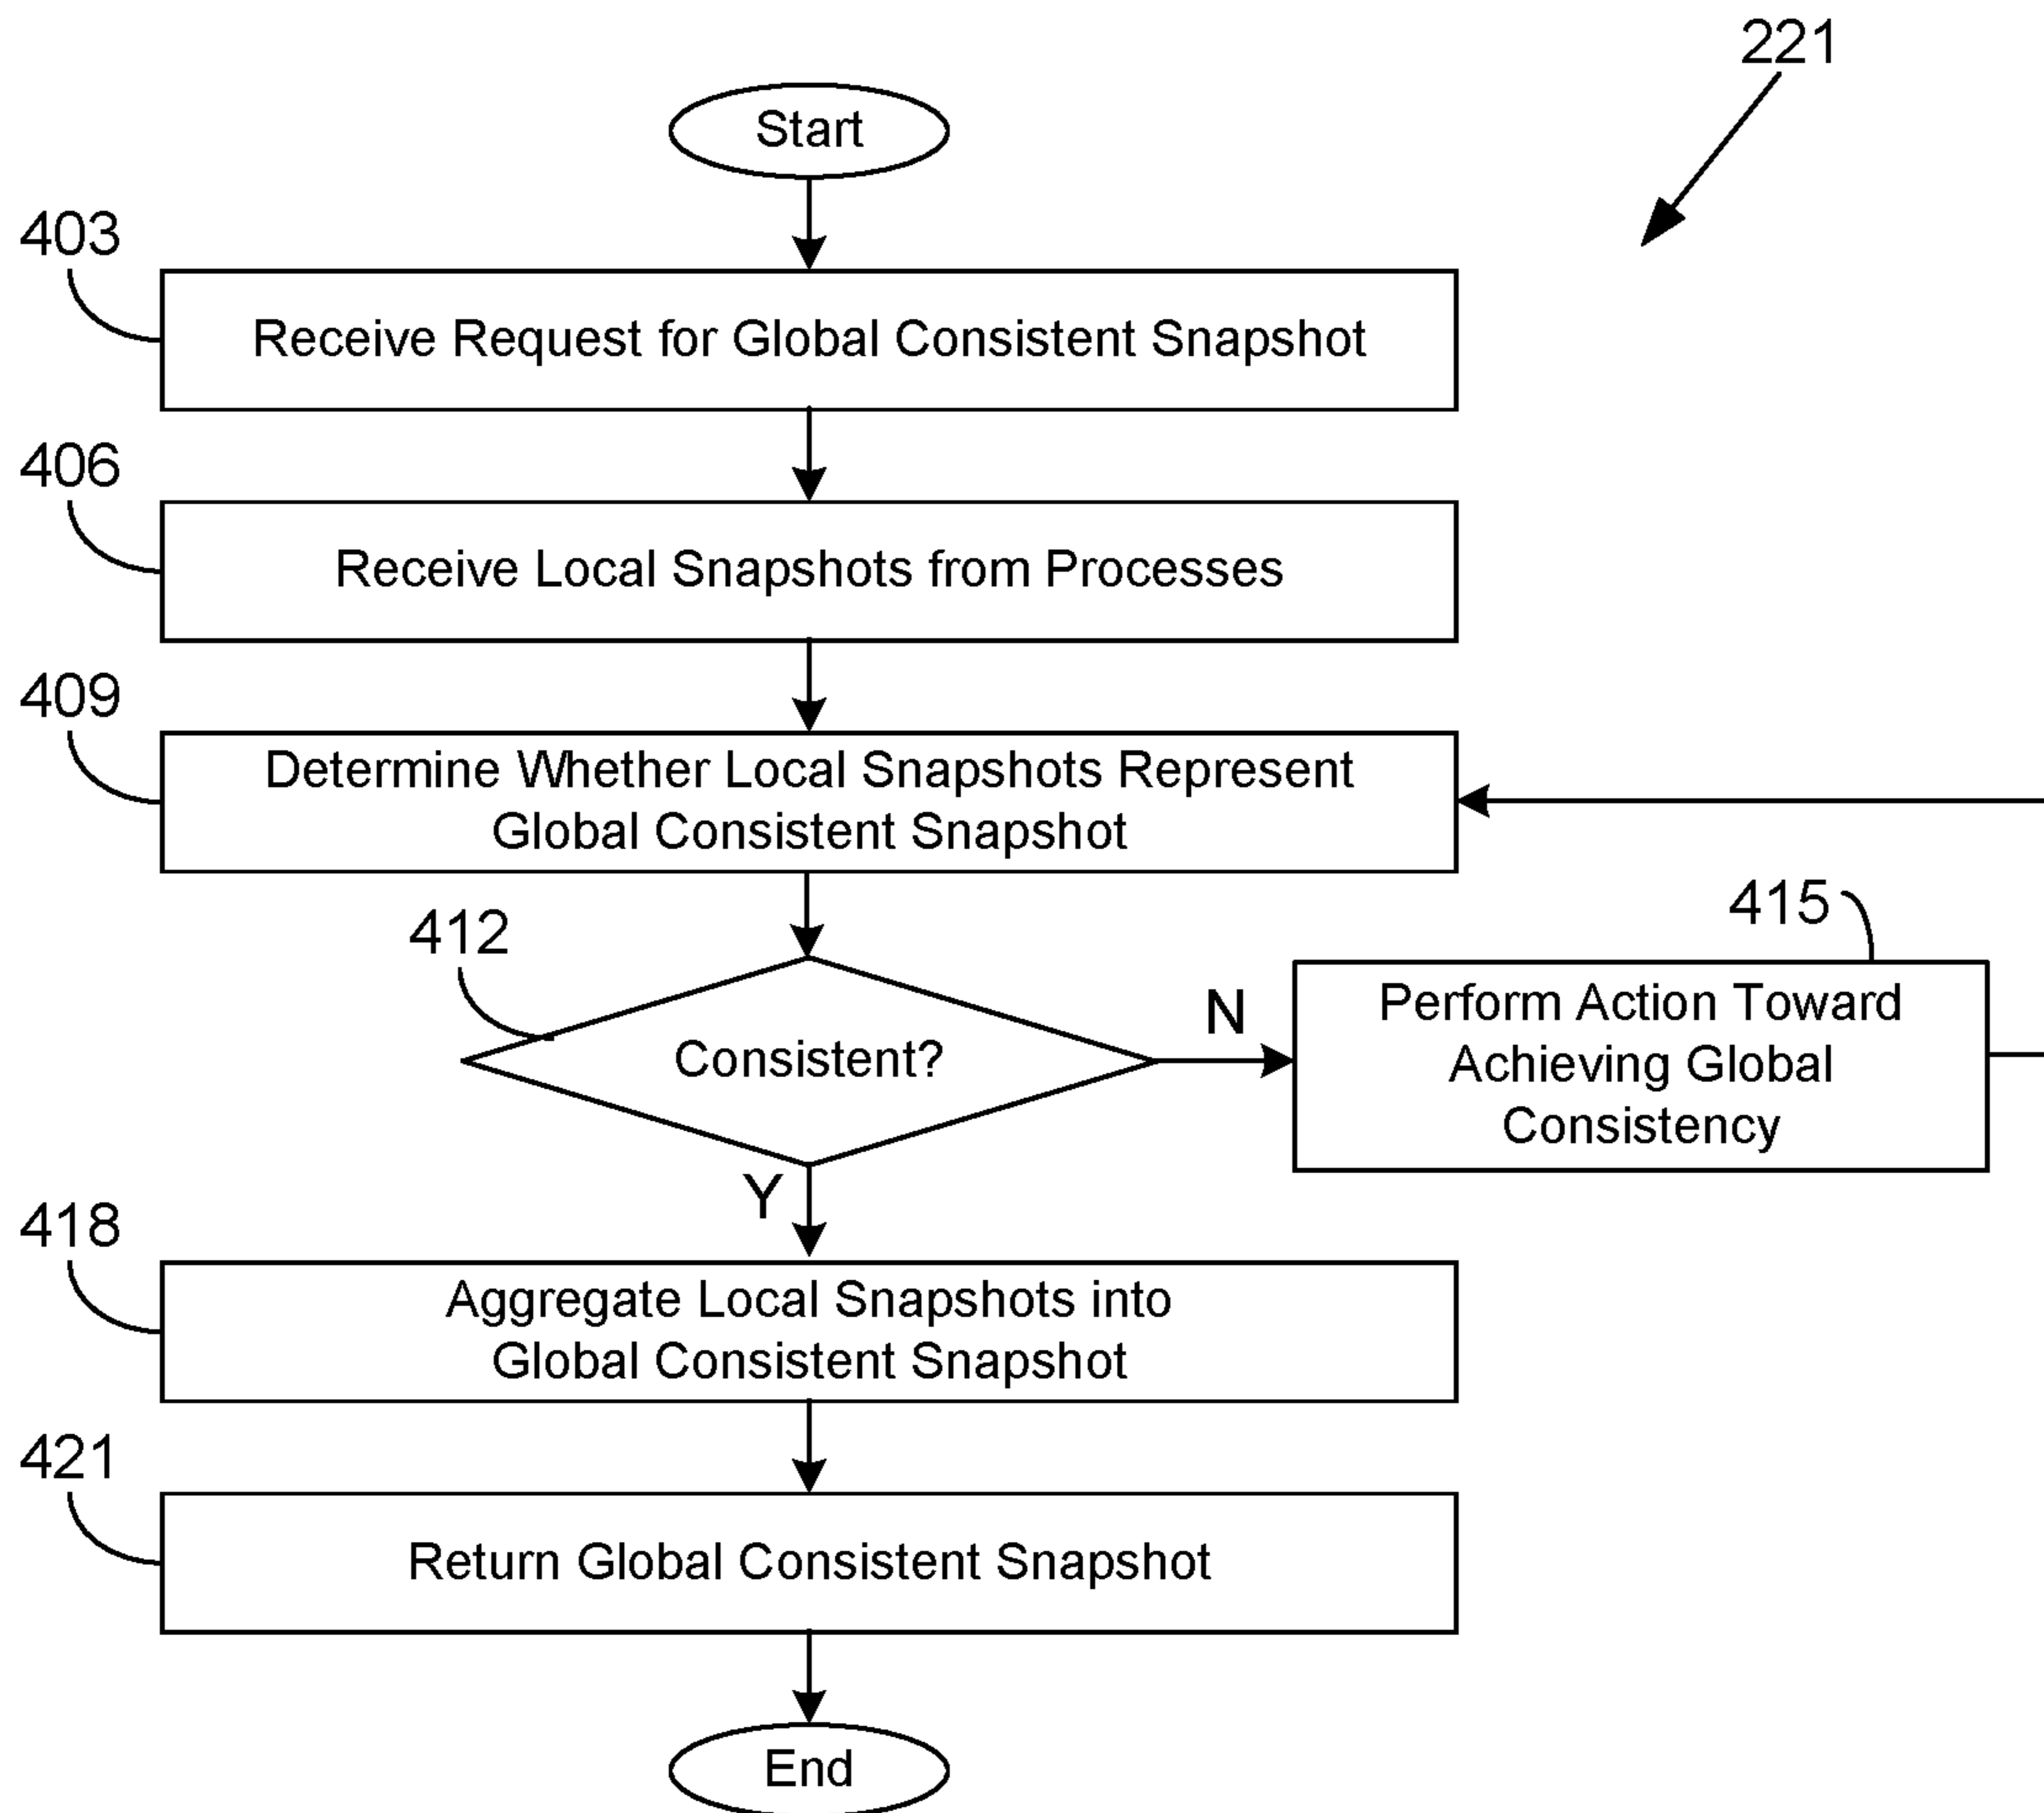 221
Start
403
Receive Request for Global Consistent Snapshot
406
Receive Local Snapshots from Processes
409
Determine Whether Local Snapshots Represent
Global Consistent Snapshot
412
Consistent?
N
415
Perform Action Toward
Achieving Global
Consistency
Y
418
Aggregate Local Snapshots into
Global Consistent Snapshot
421
Return Global Consistent Snapshot
End